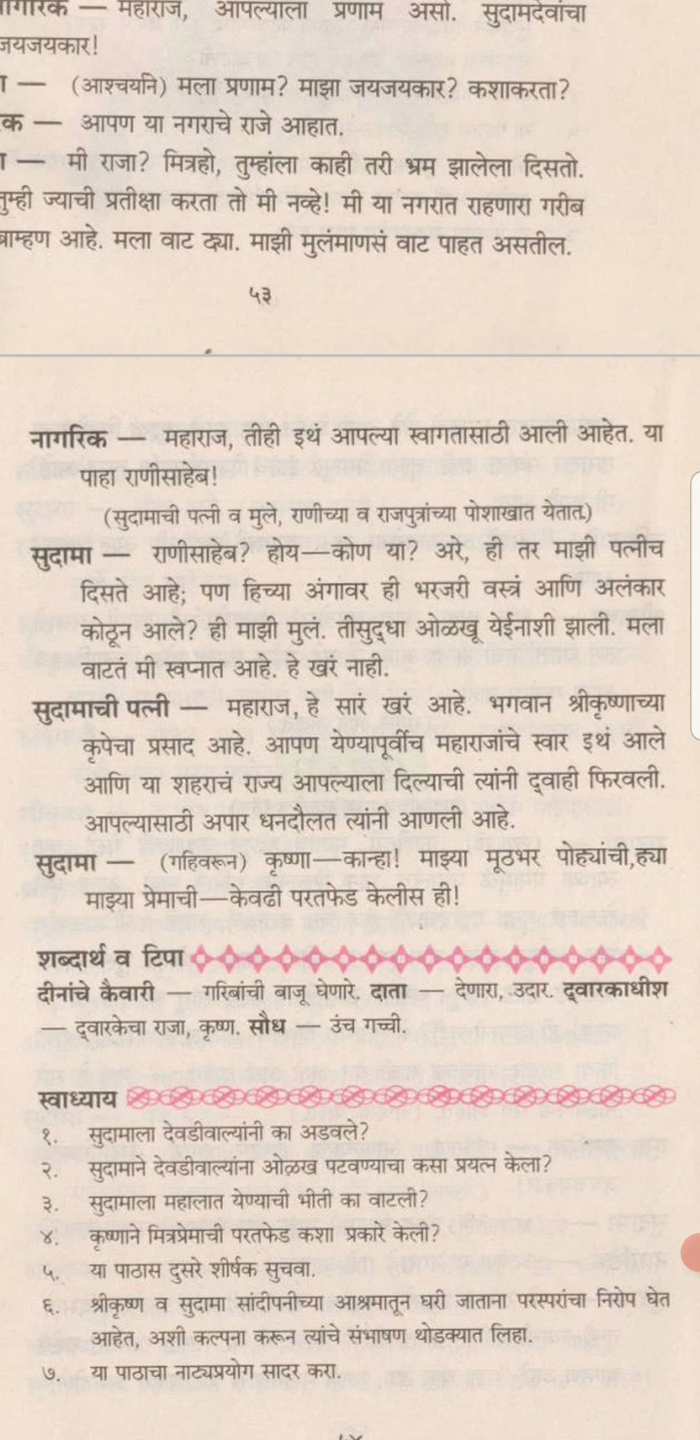 नागरिक — महाराज, आपल्याला प्रणाम असो. सुदामदेवांचा
जयजयकार!
— (आश्चर्याने) मला प्रणाम? माझा जयजयकार? कशाकरता?
क — आपण या नगराचे राजे आहात.
— मी राजा? मित्रहो, तुम्हांला काही तरी भ्रम झालेला दिसतो.
तुम्ही ज्याची प्रतीक्षा करता तो मी नव्हे! मी या नगरात राहणारा गरीब
ब्राम्हण आहे. मला वाट द्या. माझी मुलंमाणसं वाट पाहत असतील.
५३
नागरिक — महाराज, तीही इथं आपल्या स्वागतासाठी आली आहेत. या
पाहा राणीसाहेब!
(सुदामाची पत्नी व मुले, राणीच्या व राजपुत्रांच्या पोशाखात येतात.)
सुदामा — राणीसाहेब? होय—कोण या? अरे, ही तर माझी पत्नीच
दिसते आहे; पण हिच्या अंगावर ही भरजरी वस्त्रं आणि अलंकार
कोठून आले? ही माझी मुलं. तीसुद्धा ओळखू येईनाशी झाली. मला
वाटतं मी स्वप्नात आहे. हे खरं नाही.
सुदामाची पत्नी — महाराज, हे सारं खरं आहे. भगवान श्रीकृष्णाच्या
कृपेचा प्रसाद आहे. आपण येण्यापूर्वीच महाराजांचे स्वार इथं आले
आणि या शहराचं राज्य आपल्याला दिल्याची त्यांनी द्वाही फिरवली.
आपल्यासाठी अपार धनदौलत त्यांनी आणली आहे.
सुदामा — (गहिवरून) कृष्णा—कान्हा! माझ्या मूठभर पोह्यांची,ह्या
माझ्या प्रेमाची—केवढी परतफेड केलीस ही!
शब्दार्थ व टिपा
दीनांचे कैवारी — गरिबांची बाजू घेणारे. दाता — देणारा, उदार. द्वारकाधीश
— द्वारकेचा राजा, कृष्ण. सौध — उंच गच्ची.
स्वाध्याय
१. सुदामाला देवडीवाल्यांनी का अडवले?
२. सुदामाने देवडीवाल्यांना ओळख पटवण्याचा कसा प्रयत्न केला?
३. सुदामाला महालात येण्याची भीती का वाटली?
४. कृष्णाने मित्रप्रेमाची परतफेड कशा प्रकारे केली?
५. या पाठास दुसरे शीर्षक सुचवा.
६. श्रीकृष्ण व सुदामा सांदीपनीच्या आश्रमातून घरी जाताना परस्परांचा निरोप घेत
आहेत, अशी कल्पना करून त्यांचे संभाषण थोडक्यात लिहा.
७. या पाठाचा नाट्यप्रयोग सादर करा.